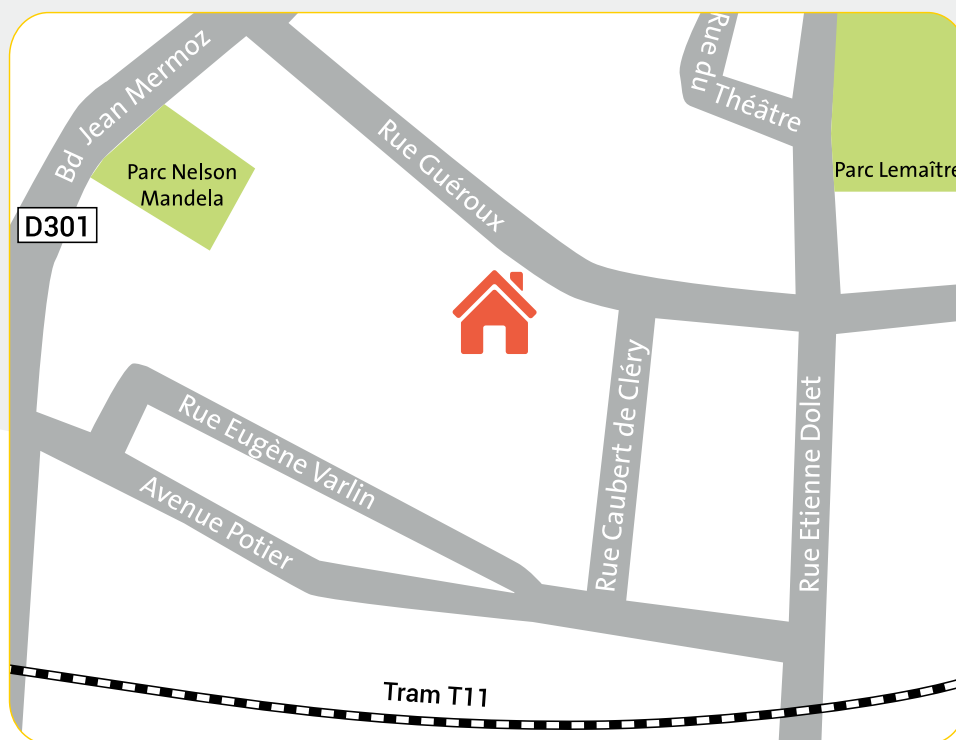 Bd Jean Mermoz
Rue du
Théâtre
Rue Guéroux
Parc Nelson
Mandela
Parc Lemaître
D301
Rue Caubert de Cléry
Rue Etienne Dolet
Rue Eugène Varlin
Avenue Potier
Tram T11